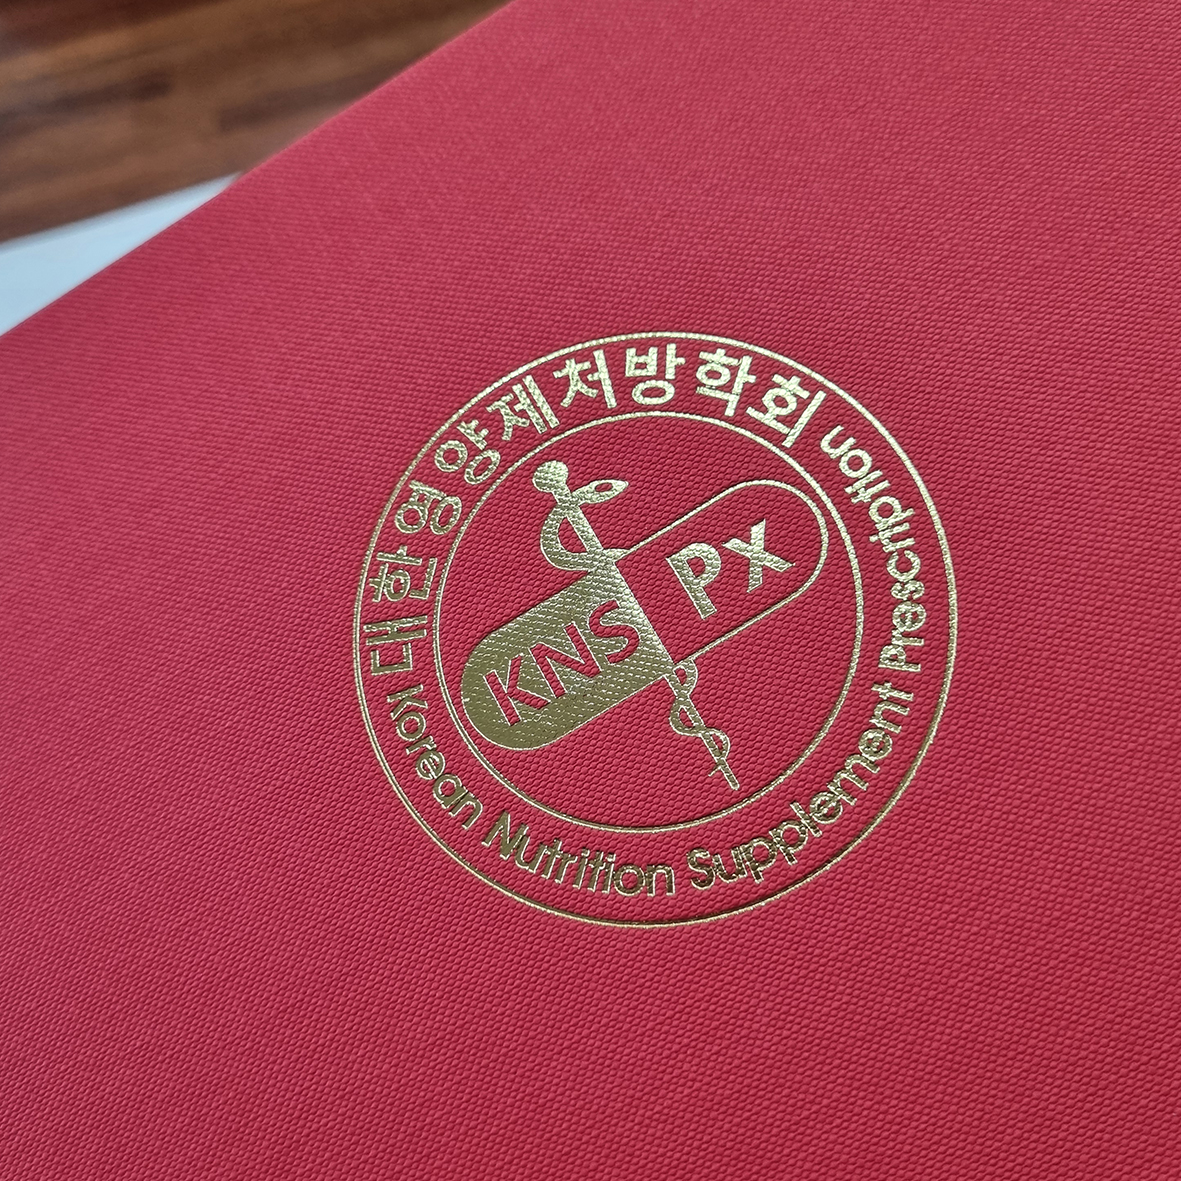 대한영양제처방학회
Korean Nutrition Supplement Prescription
KNS Px